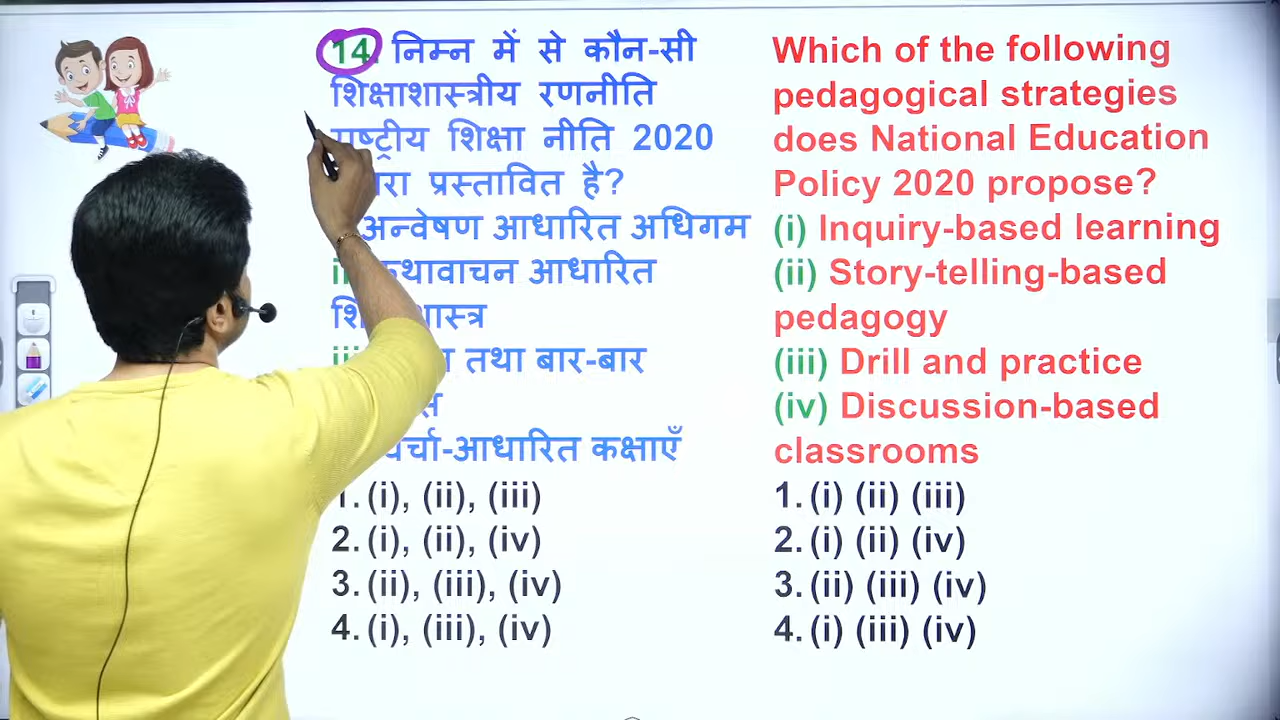 14. निम्न में से कौन-सी
शिक्षाशास्त्रीय रणनीति
राष्ट्रीय शिक्षा नीति 2020
प्रस्तावित है?
अन्वेषण आधारित अधिगम
आधारित
तथा बार-बार
चर्चा-आधारित कक्षाएँ
1. (i), (ii), (iii)
2. (i), (ii), (iv)
3. (ii), (iii), (iv)
4. (i), (iii), (iv)
Which of the following
pedagogical strategies
does National Education
Policy 2020 propose?
(i) Inquiry-based learning
(ii) Story-telling-based
pedagogy
(iii) Drill and practice
(iv) Discussion-based
classrooms
1. (i) (ii) (iii)
2. (i) (ii) (iv)
3. (ii) (iii) (iv)
4. (i) (iii) (iv)